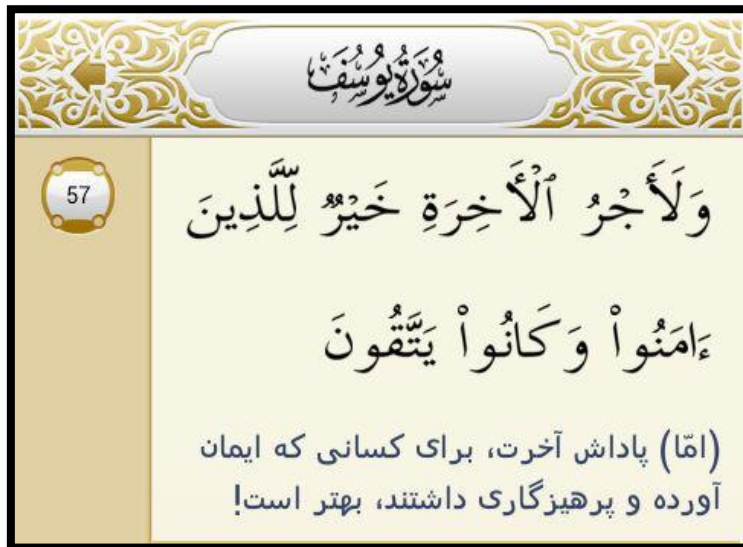 سُورَةُ يُوسُفَ
57
وَلَأَجْرُ ٱلْأَخِرَةِ خَيْرٌ لِّلَّذِينَ
ءَامَنُوا۟ وَكَانُوا۟ يَتَّقُونَ
(امّا) پاداش آخرت، برای کسانی که ایمان
آورده و پرهیزگاری داشتند، بهتر است!